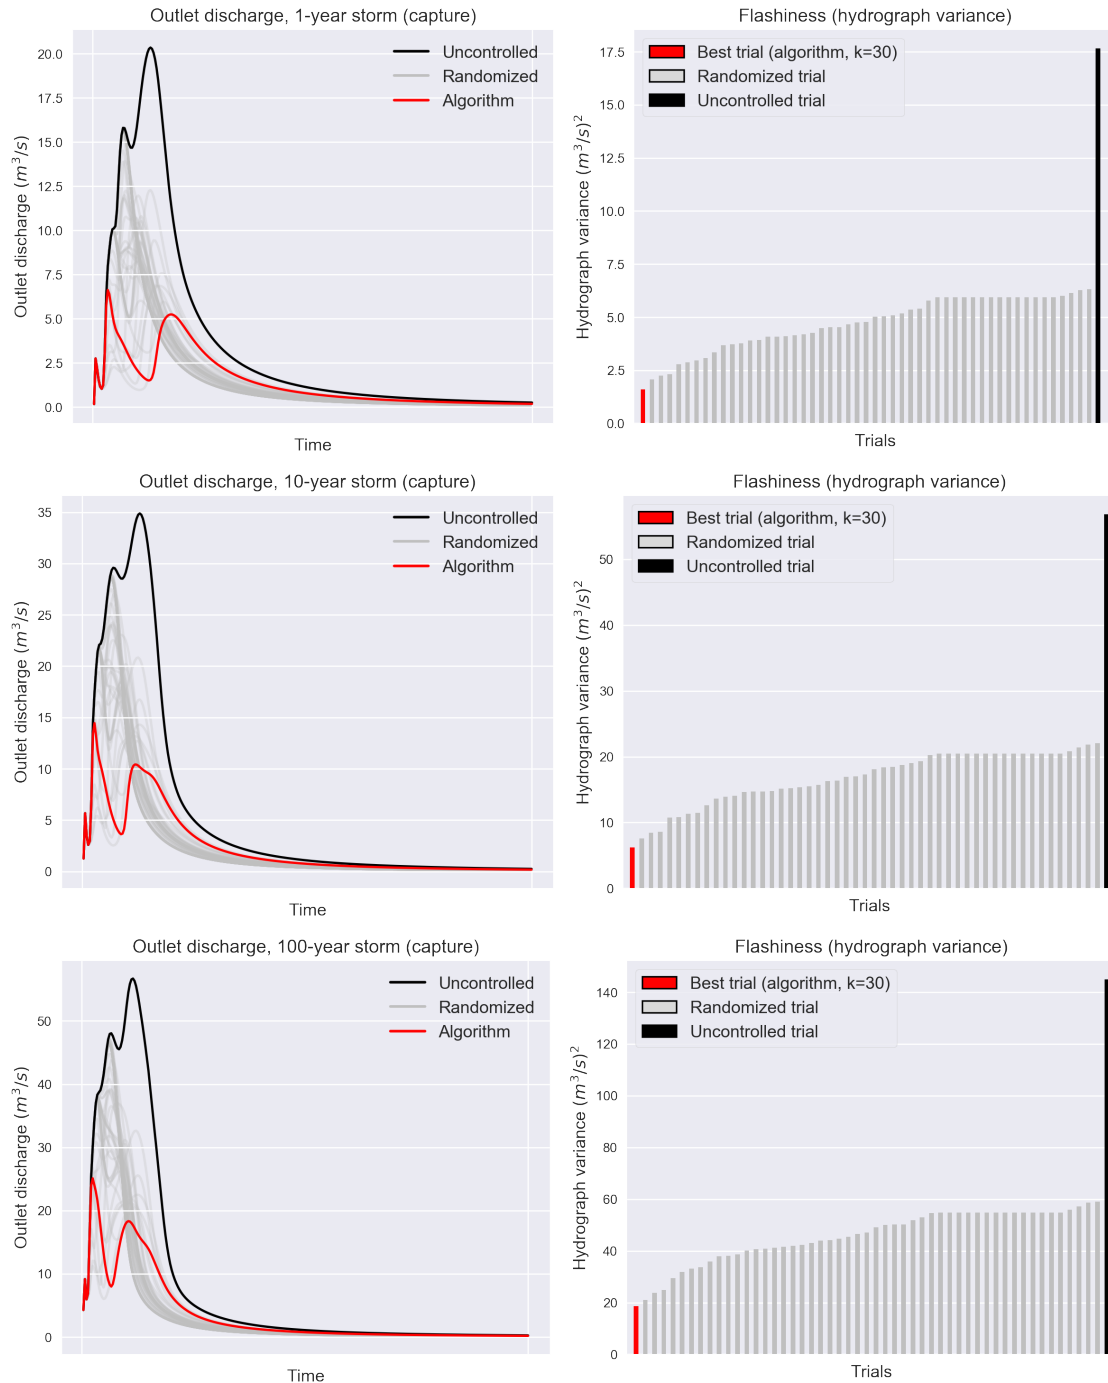 Outlet discharge, 1-year storm (capture)
Outlet discharge (m³/s)
20.0
17.5
15.0
12.5
10.0
7.5
5.0
2.5
0.0
Uncontrolled
Randomized
Algorithm
Time
Flashiness (hydrograph variance)
Hydrograph variance (m³/s)²
17.5
15.0
12.5
10.0
7.5
5.0
2.5
0.0
Best trial (algorithm, k=30)
Randomized trial
Uncontrolled trial
Trials
Outlet discharge, 10-year storm (capture)
Outlet discharge (m³/s)
35
30
25
20
15
10
5
0
Uncontrolled
Randomized
Algorithm
Time
Flashiness (hydrograph variance)
Hydrograph variance (m³/s)²
50
40
30
20
10
0
Best trial (algorithm, k=30)
Randomized trial
Uncontrolled trial
Trials
Outlet discharge, 100-year storm (capture)
Outlet discharge (m³/s)
50
40
30
20
10
0
Uncontrolled
Randomized
Algorithm
Time
Flashiness (hydrograph variance)
Hydrograph variance (m³/s)²
140
120
100
80
60
40
20
0
Best trial (algorithm, k=30)
Randomized trial
Uncontrolled trial
Trials